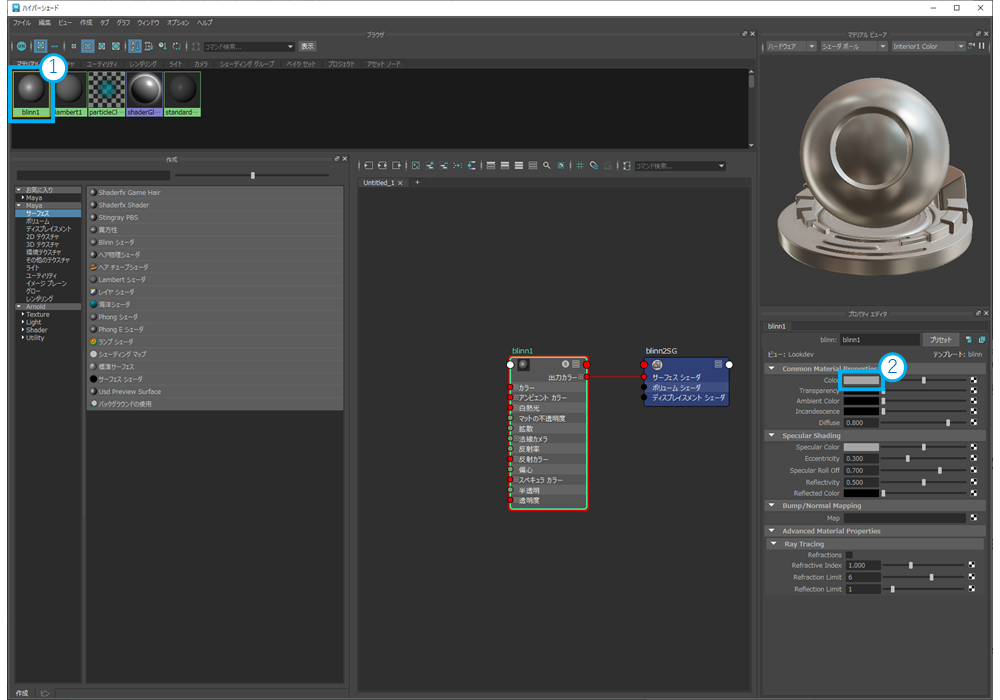 ハイパーシェード
ファイル 編集 ビュー 作成 タブ グラフ ウィンドウ オプション ヘルプ
ブラウザ
マテリアル ビューア
コマンド検索...
表示
ハードウェア
シェーダ ボール
Interior1 Color
ユーティリティ レンダリング ライト カメラ シェーディング グループ ベイク セット プロジェクト アセット ノード
1
blinn1
lambert1
particleCl···
shaderGl···
standard···
作成
コマンド検索...
Untitled_1
+
お気に入り
Maya
Maya
サーフェス
ボリューム
ディスプレイスメント
2D テクスチャ
3D テクスチャ
環境テクスチャ
その他のテクスチャ
ライト
ユーティリティ
イメージ プレーン
グロー
レンダリング
Arnold
Texture
Light
Shader
Utility
Shaderfx Game Hair
Shaderfx Shader
Stingray PBS
異方性
Blinn シェーダ
ヘア物理シェーダ
ヘア チューブシェーダ
Lambert シェーダ
レイヤ シェーダ
海洋シェーダ
Phong シェーダ
Phong E シェーダ
ランプ シェーダ
シェーディング マップ
標準サーフェス
サーフェス シェーダ
Usd Preview Surface
バックグラウンドの使用
blinn1
出力カラー
カラー
アンビエント カラー
白熱光
マットの不透明度
拡散
法線カメラ
反射率
反射カラー
偏心
スペキュラ カラー
半透明
透明度
blinn2SG
サーフェス シェーダ
ボリューム シェーダ
ディスプレイスメント シェーダ
プロパティ エディタ
blinn1
blinn: blinn1
プリセット
ビュー: Lookdev
テンプレート: blinn
2
Common Material Properties
Color
Transparency
Ambient Color
Incandescence
Diffuse 0.800
Specular Shading
Specular Color
Eccentricity 0.300
Specular Roll Off 0.700
Reflectivity 0.500
Reflected Color
Bump/Normal Mapping
Map
Advanced Material Properties
Ray Tracing
Refractions
Refractive Index 1.000
Refraction Limit 6
Reflection Limit 1
作成